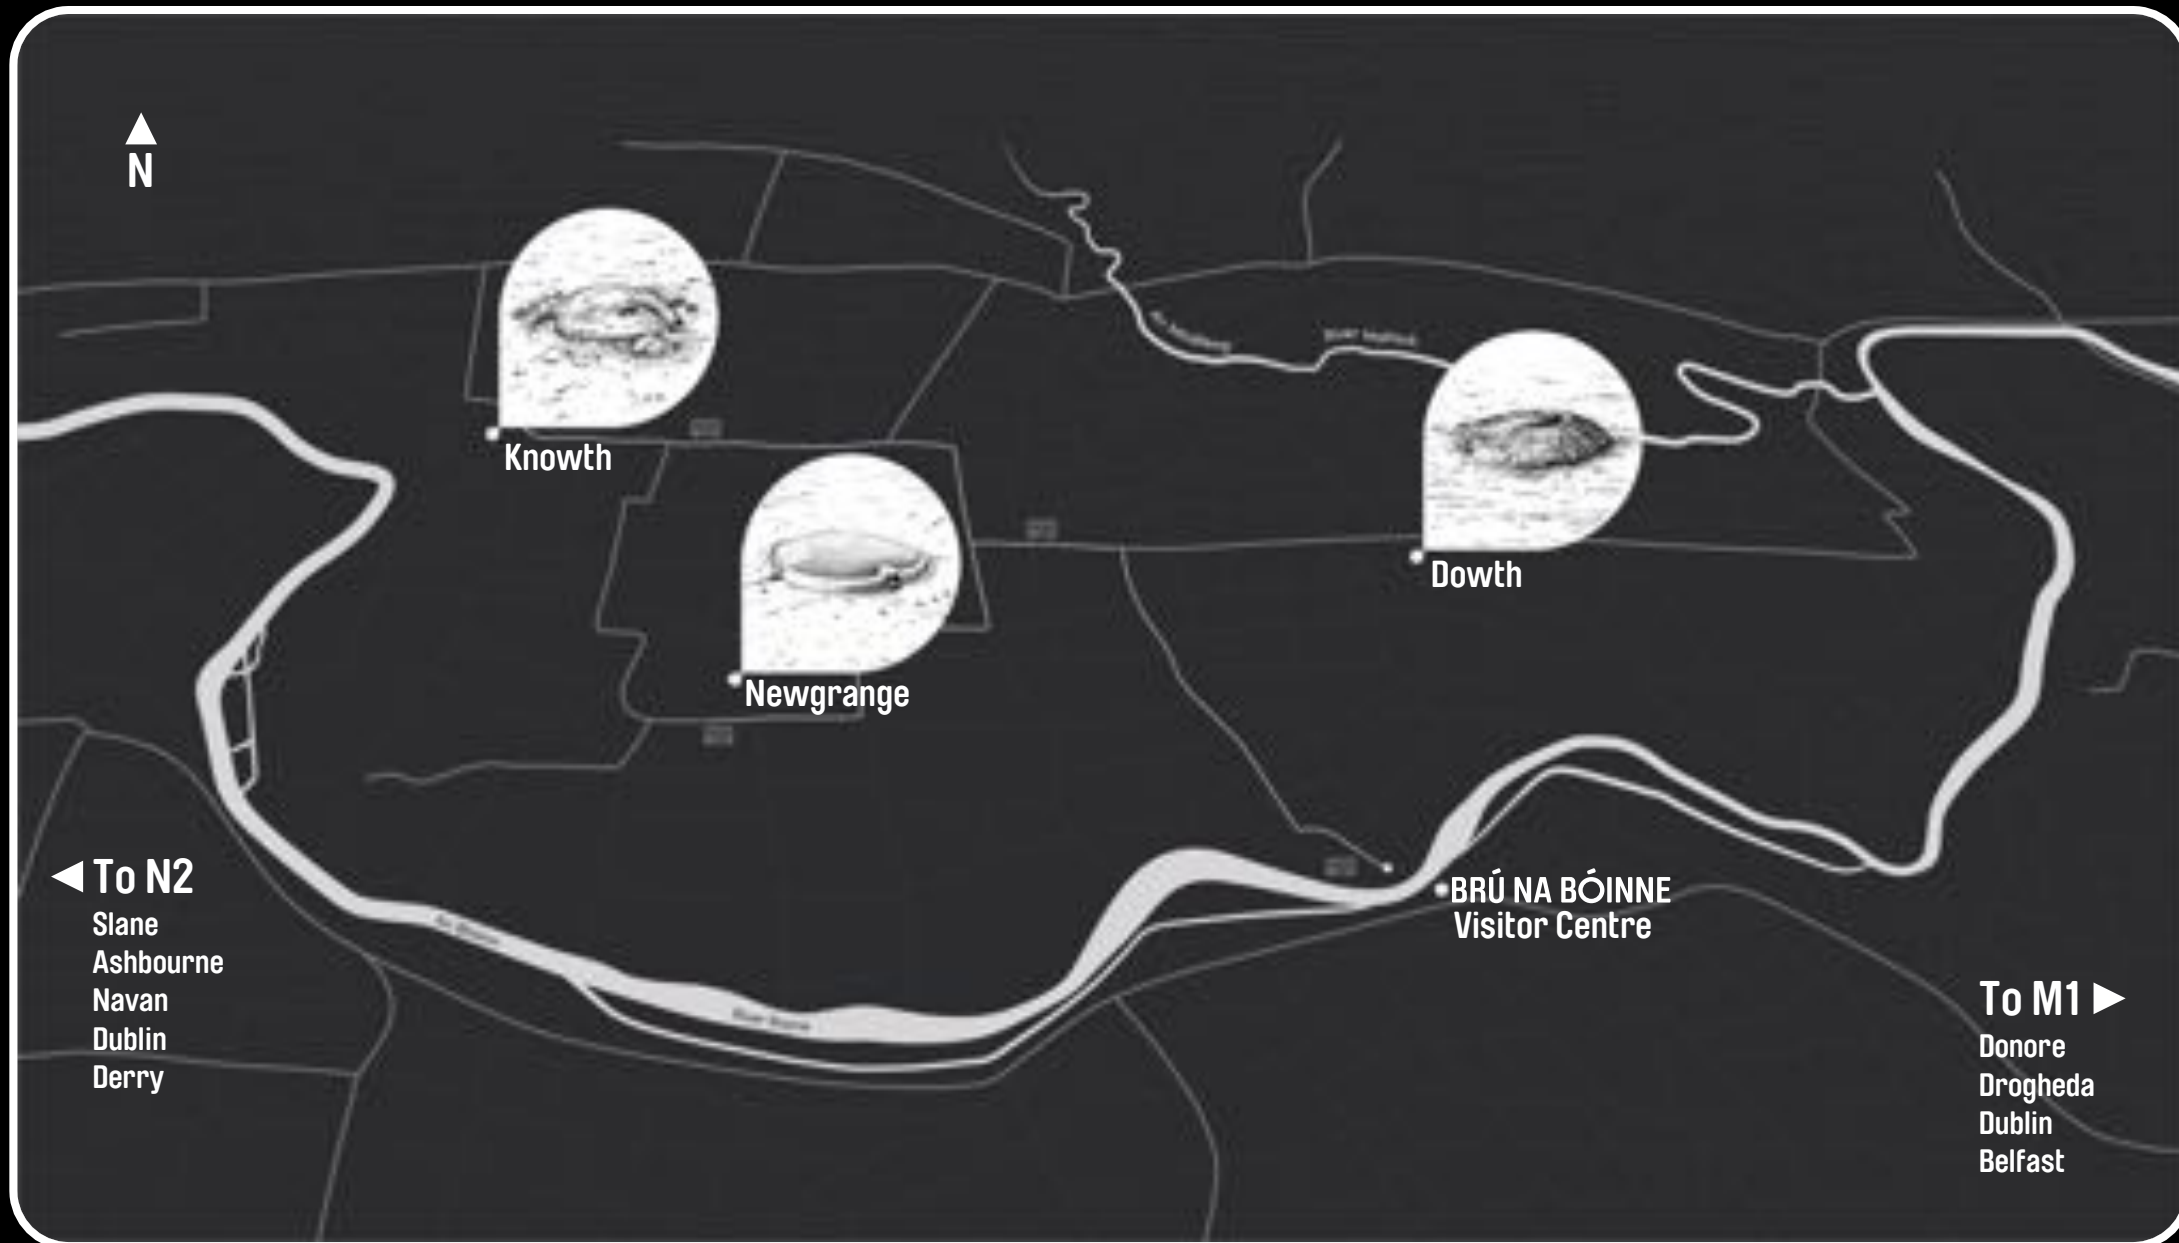 N
Knowth
Newgrange
Dowth
BRÚ NA BÓINNE
Visitor Centre
To N2
Slane
Ashbourne
Navan
Dublin
Derry
To M1
Donore
Drogheda
Dublin
Belfast